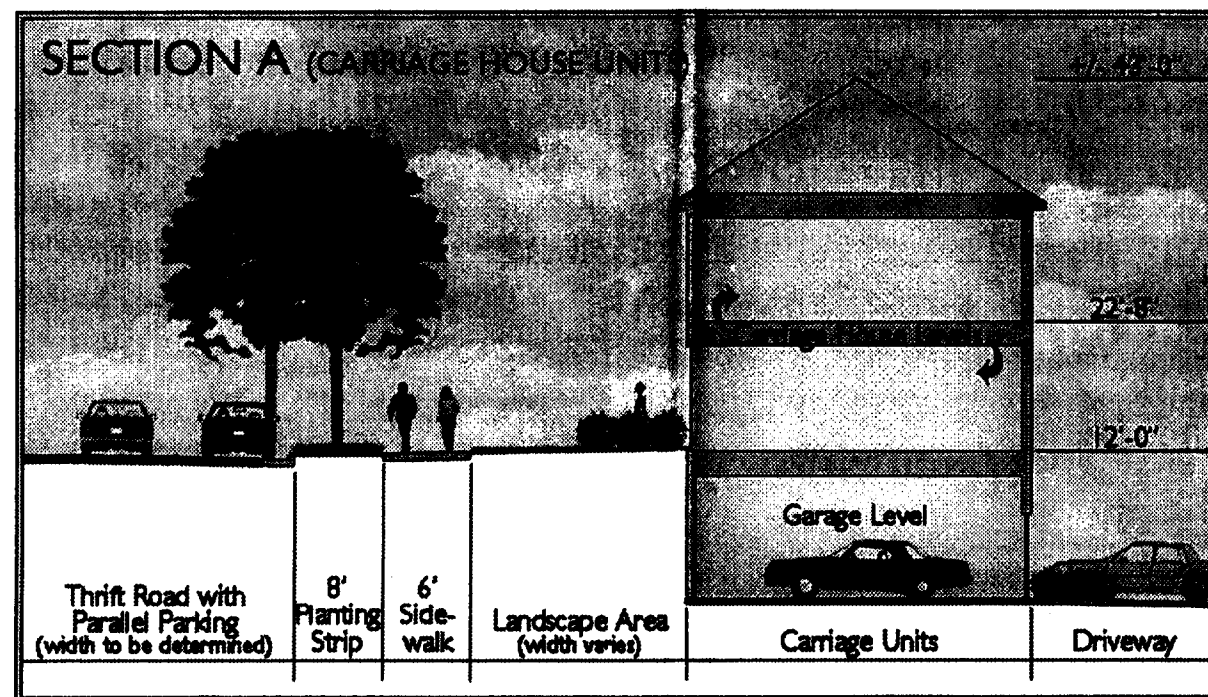 SECTION A (CARRIAGE HOUSE UNITS)
22'-8"
12'-0"
Garage Level
Thrift Road with
Parallel Parking
(width to be determined)
8'
Planting
Strip
6'
Side-
walk
Landscape Area
(width varies)
Carriage Units
Driveway